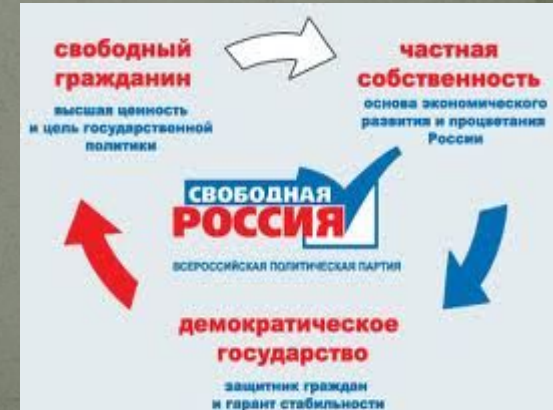 свободный
гражданин
высшая ценность
и цель государственной
политики
частная
собственность
основа экономического
развития и процветания
России
СВОБОДНАЯ
РОССИЯ
ВСЕРОССИЙСКАЯ ПОЛИТИЧЕСКАЯ ПАРТИЯ
демократическое
государство
защитник граждан
и гарант стабильности